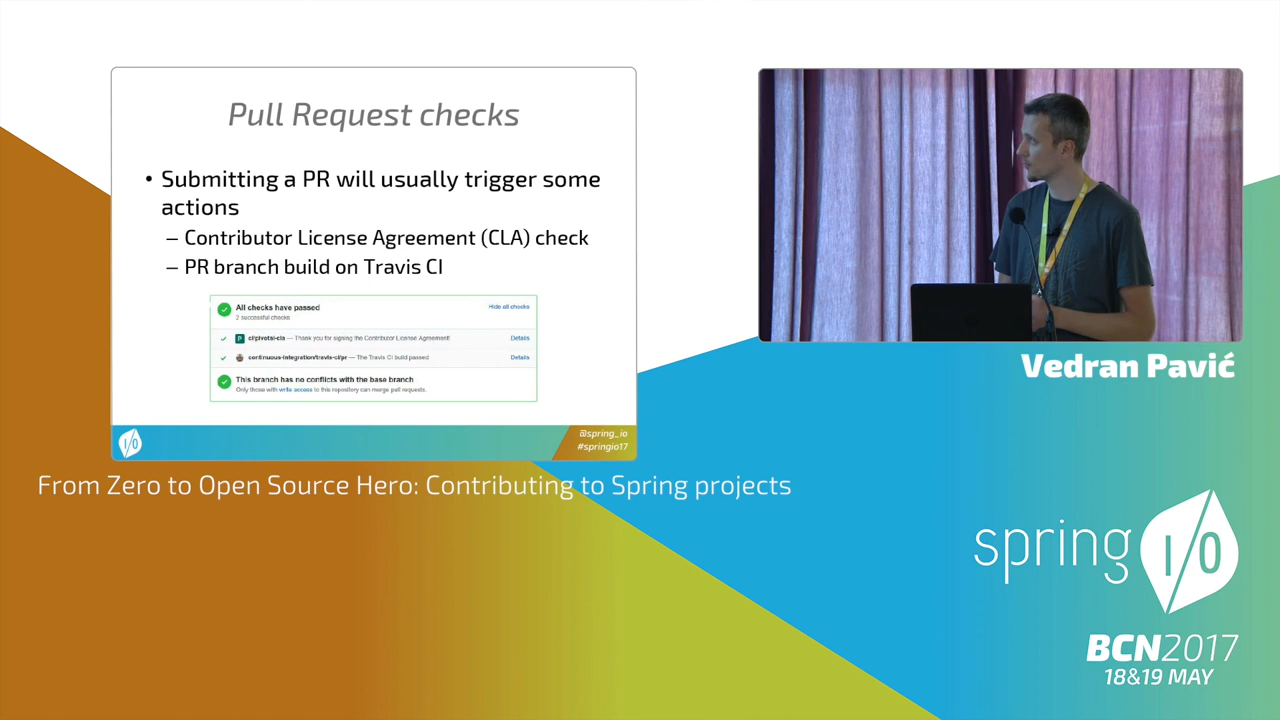 Pull Request checks
• Submitting a PR will usually trigger some
actions
– Contributor License Agreement (CLA) check
– PR branch build on Travis CI
All checks have passed
Hide all checks
2 successful checks
ci/pivotal-cla — Thank you for signing the Contributor License Agreement!
Details
continuous-integration/travis-ci/pr — The Travis CI build passed
Details
This branch has no conflicts with the base branch
Only those with write access to this repository can merge pull requests.
I/O
@spring_io
#springio17
Vedran Pavić
From Zero to Open Source Hero: Contributing to Spring projects
spring I/O
BCN2017
18&19 MAY